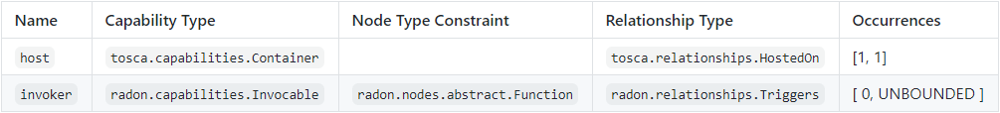 Name Capability Type Node Type Constraint Relationship Type Occurrences
host tosca.capabilities.Container tosca.relationships.HostedOn [1, 1]
invoker radon.capabilities.Invocable radon.nodes.abstract.Function radon.relationships.Triggers [ 0, UNBOUNDED ]